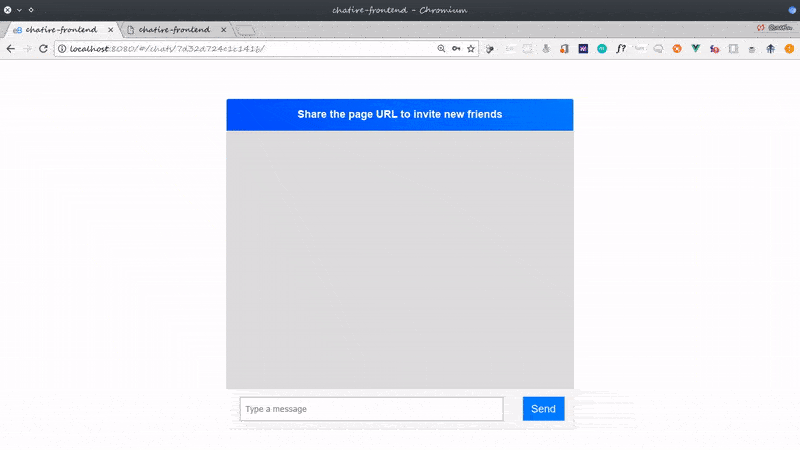 chatire-frontend - Chromium
chatire-frontend
chatire-frontend
localhost:8080/#/chats/7d32d724c1c1416/
f?
Share the page URL to invite new friends
Type a message
Send